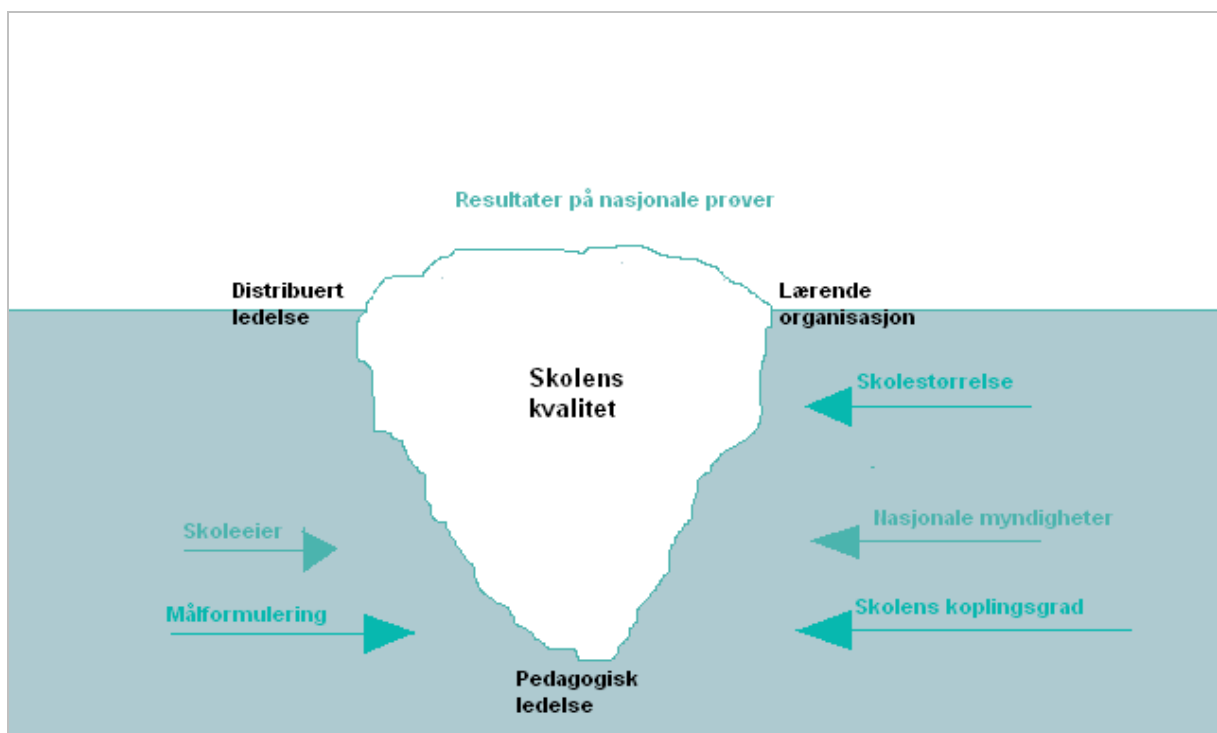 Resultater på nasjonale prøver
Distribuert
ledelse
Lærende
organisasjon
Skolens
kvalitet
Skolestørrelse
Skoleeier
Nasjonale myndigheter
Målformulering
Skolens koplingsgrad
Pedagogisk
ledelse